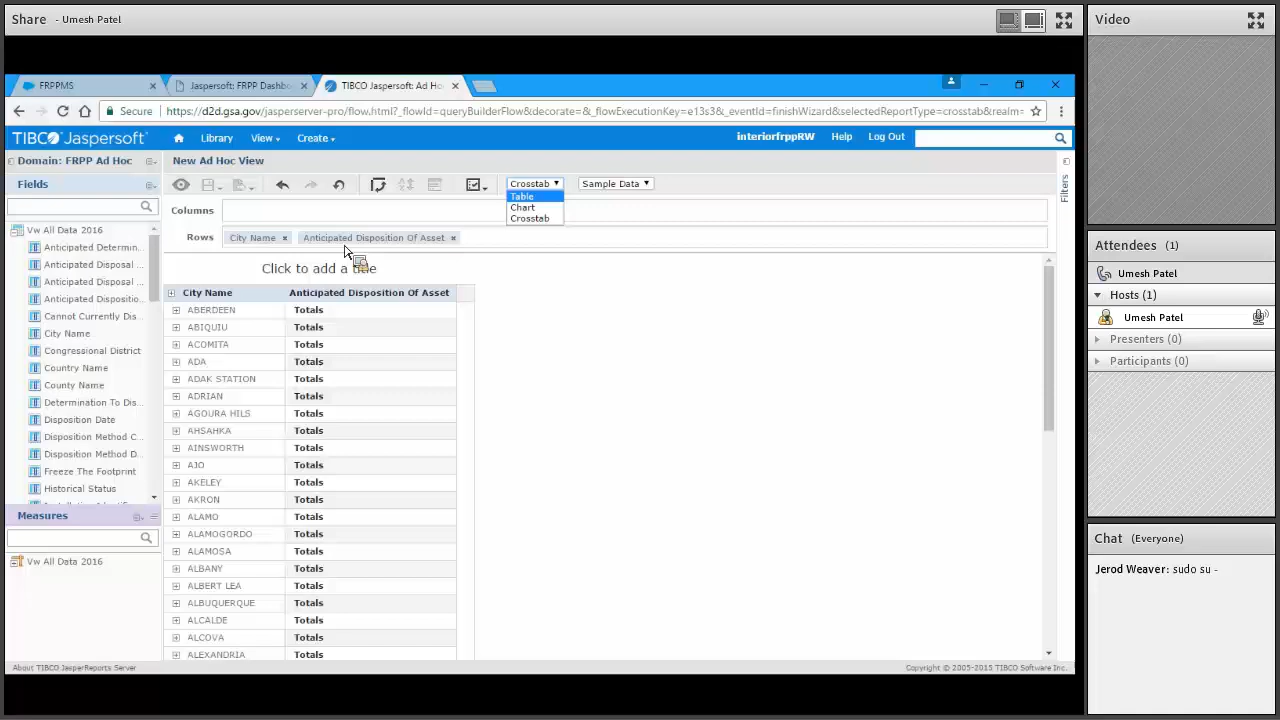 Share - Umesh Patel
FRPPMS
Jaspersoft: FRPP Dashb
TIBCO Jaspersoft: Ad Ho
Secure
https://d2d.gsa.gov/jasperserver-pro/flow.html?_flowId=queryBuilderFlow&decorate=&_flowExecutionKey=e13s3&_eventId=finishWizard&selectedReportType=crosstab&realm=
TIBCO Jaspersoft
Library
View
Create
interiorfrppRW
Help
Log Out
Domain: FRPP Ad Hoc
New Ad Hoc View
Fields
Crosstab
Sample Data
Table
Chart
Crosstab
Filters
Columns
Rows
City Name ×
Anticipated Disposition Of Asset ×
Vw All Data 2016
Anticipated Determin...
Anticipated Disposal ...
Anticipated Disposal ...
Anticipated Dispositio...
Cannot Currently Dis...
City Name
Congressional District
Country Name
County Name
Determination To Dis...
Disposition Date
Disposition Method C...
Disposition Method D...
Freeze The Footprint
Historical Status
Measures
Vw All Data 2016
Click to add a title
City Name Anticipated Disposition Of Asset
ABERDEEN Totals
ABIQUIU Totals
ACOMITA Totals
ADA Totals
ADAK STATION Totals
ADRIAN Totals
AGOURA HILS Totals
AHSAHKA Totals
AINSWORTH Totals
AJO Totals
AKELEY Totals
AKRON Totals
ALAMO Totals
ALAMOGORDO Totals
ALAMOSA Totals
ALBANY Totals
ALBERT LEA Totals
ALBUQUERQUE Totals
ALCALDE Totals
ALCOVA Totals
ALEXANDRIA Totals
About TIBCO JasperReports Server
Copyright © 2005-2015 TIBCO Software Inc.
Video
Attendees (1)
Umesh Patel
Hosts (1)
Umesh Patel
Presenters (0)
Participants (0)
Chat (Everyone)
Jerod Weaver: sudo su -